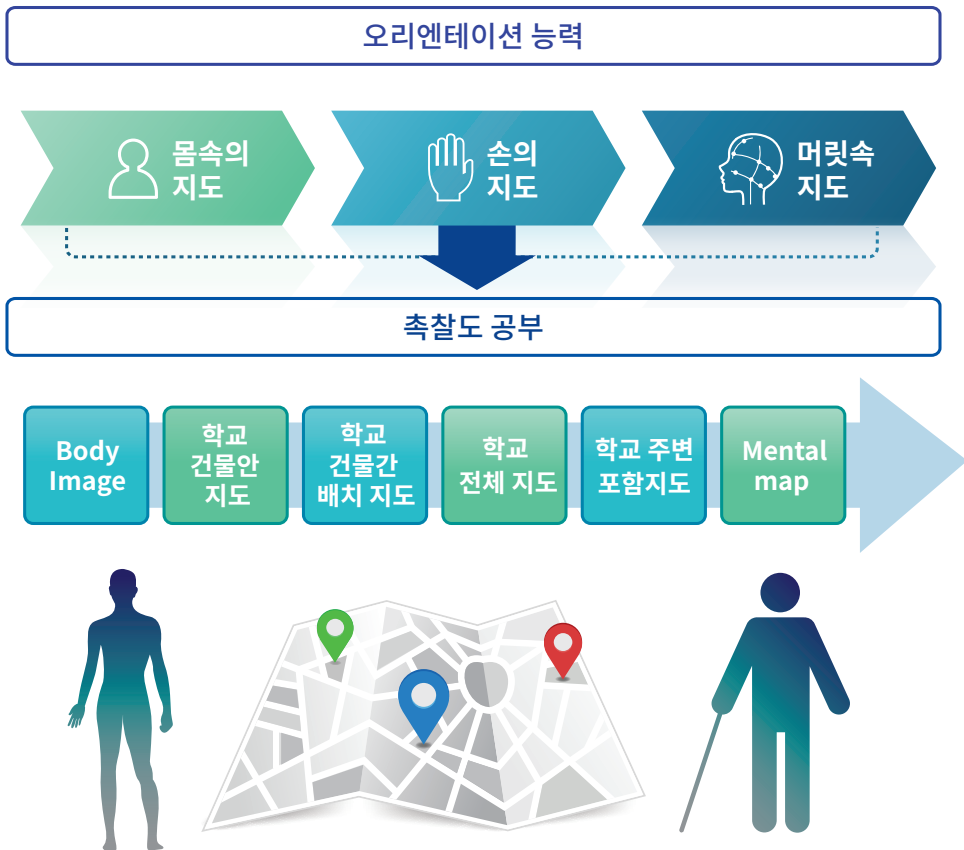 오리엔테이션 능력
몸속의
지도
손의
지도
머릿속
지도
촉찰도 공부
Body
Image
학교
건물안
지도
학교
건물간
배치 지도
학교
전체 지도
학교 주변
포함지도
Mental
map